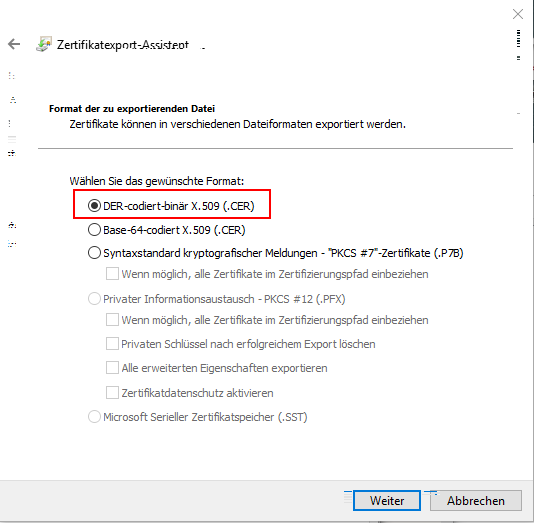 Zertifikatexport-Assistent
Format der zu exportierenden Datei
Zertifikate können in verschiedenen Dateiformaten exportiert werden.
Wählen Sie das gewünschte Format:
DER-codiert-binär X.509 (.CER)
Base-64-codiert X.509 (.CER)
Syntaxstandard kryptografischer Meldungen - "PKCS #7"-Zertifikate (.P7B)
Wenn möglich, alle Zertifikate im Zertifizierungspfad einbeziehen
Privater Informationsaustausch - PKCS #12 (.PFX)
Wenn möglich, alle Zertifikate im Zertifizierungspfad einbeziehen
Privaten Schlüssel nach erfolgreichem Export löschen
Alle erweiterten Eigenschaften exportieren
Zertifikatdatenschutz aktivieren
Microsoft Serieller Zertifikatspeicher (.SST)
Weiter
Abbrechen